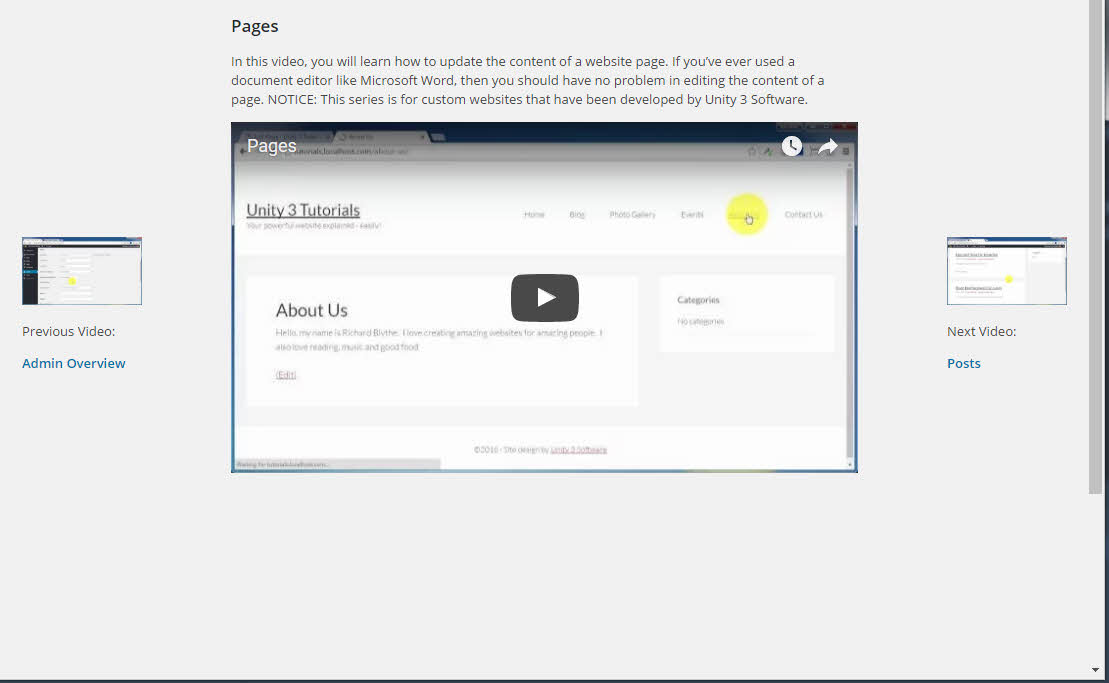 Pages
In this video, you will learn how to update the content of a website page. If you’ve ever used a
document editor like Microsoft Word, then you should have no problem in editing the content of a
page. NOTICE: This series is for custom websites that have been developed by Unity 3 Software.
Pages
tutorials.localhost.com/about-us/
Unity 3 Tutorials
Your powerful website explained - easily!
Home Blog Photo Gallery Events Contact Us
About Us
Hello, my name is Richard Blythe. I love creating amazing websites for amazing people. I
also love reading, music and good food
(Edit)
Categories
No categories
©2016 - Site design by Unity 3 Software
Waiting for tutorials.localhost.com...
Previous Video:
Admin Overview
Next Video:
Posts